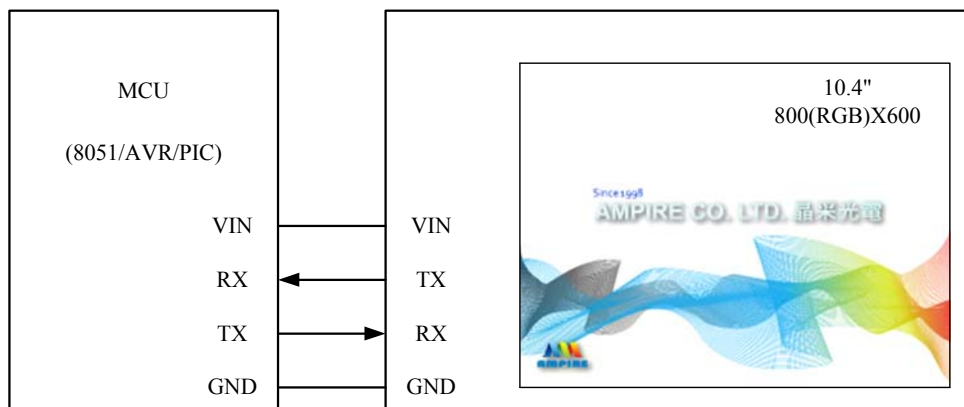 MCU
(8051/AVR/PIC)
VIN
RX
TX
GND
VIN
TX
RX
GND
10.4"
800(RGB)X600
Since1998
AMPIRE CO. LTD. 晶采光電
AMPIRE